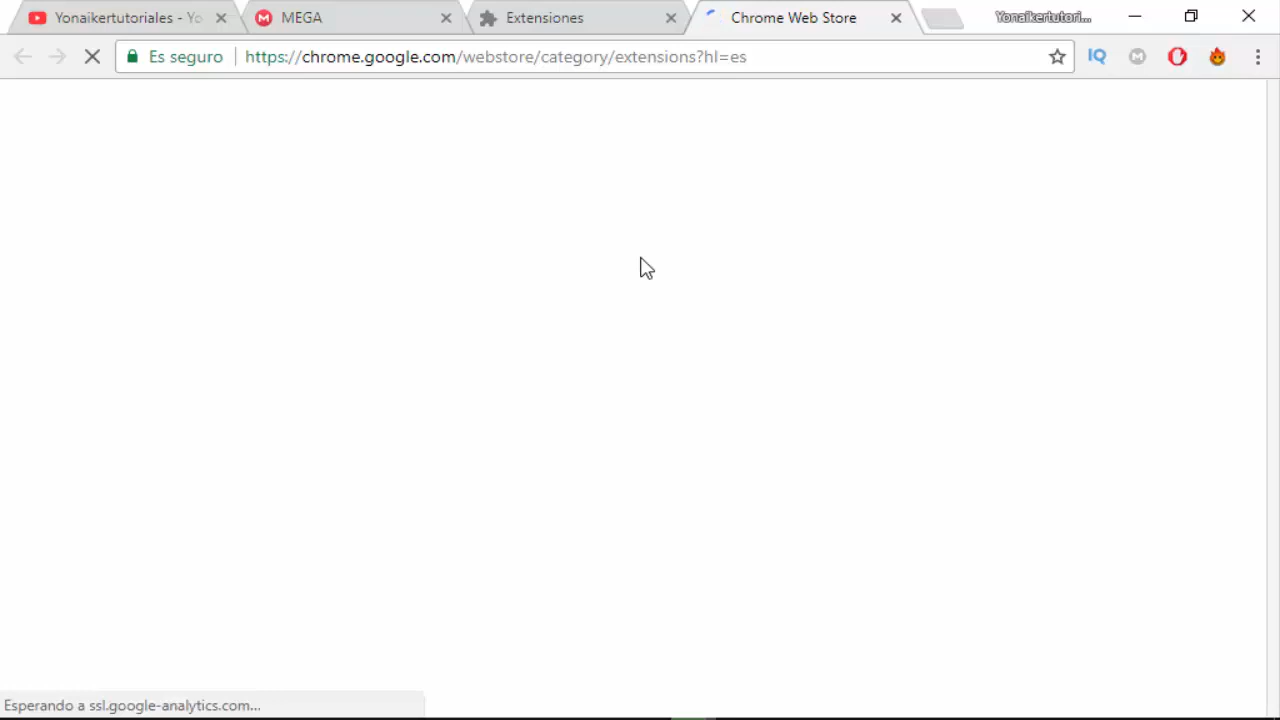 Yonaikertutoriales - Yo
MEGA
Extensiones
Chrome Web Store
Yonaikertutori...
Es seguro
https://chrome.google.com/webstore/category/extensions?hl=es
IQ
M
Esperando a ssl.google-analytics.com...